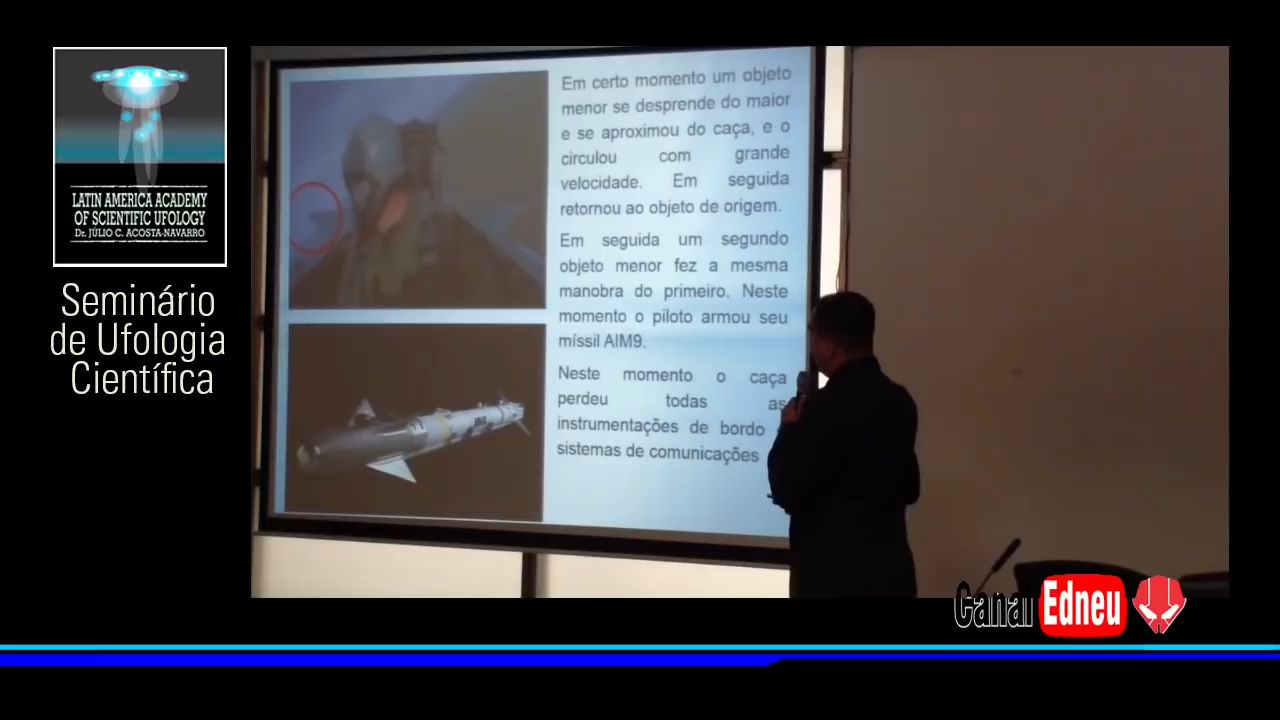 LATIN AMERICA ACADEMY
OF SCIENTIFIC UFOLOGY
Dr. JÚLIO C. ACOSTA-NAVARRO
Seminário
de Ufologia
Científica
Em certo momento um objeto
menor se desprende do maior
e se aproximou do caça, e o
circulou com grande
velocidade. Em seguida
retornou ao objeto de origem.
Em seguida um segundo
objeto menor fez a mesma
manobra do primeiro. Neste
momento o piloto armou seu
míssil AIM9.
Neste momento o caça
perdeu todas as
instrumentações de bordo
sistemas de comunicações
Canal Edneu